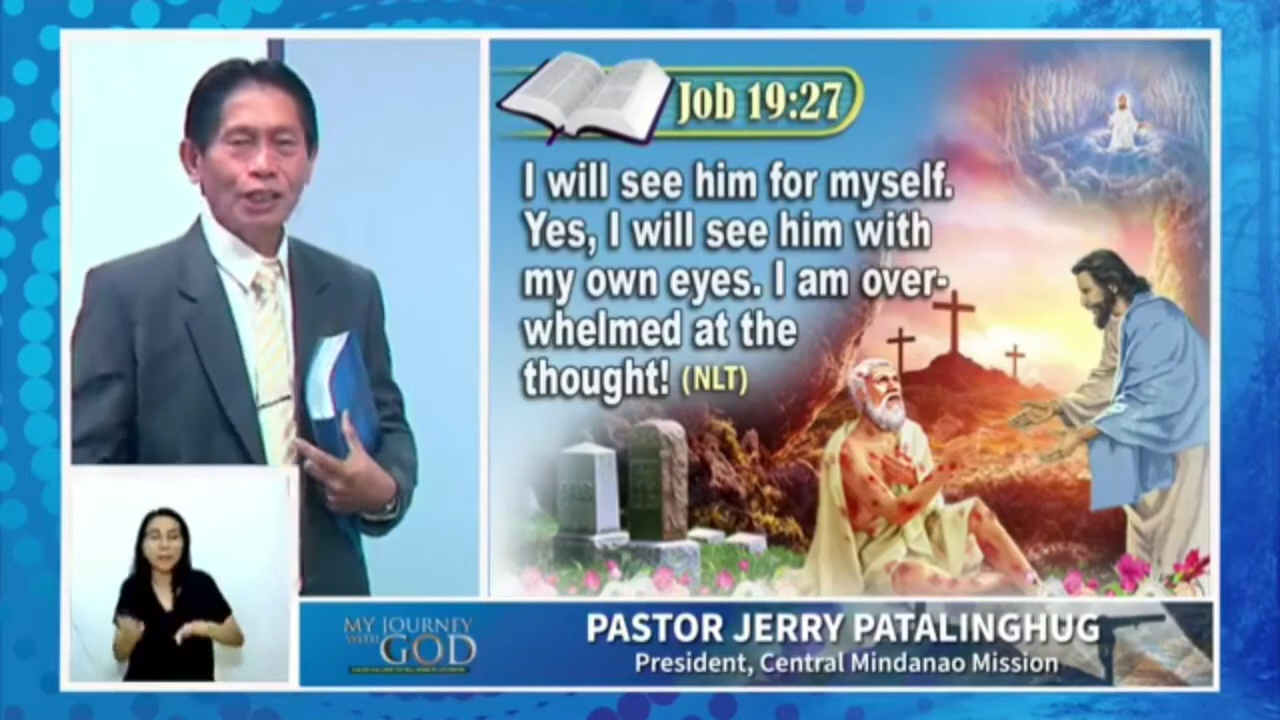 Job 19:27
I will see him for myself.
Yes, I will see him with
my own eyes. I am over-
whelmed at the
thought! (NLT)
MY JOURNEY
WITH GOD
PASTOR JERRY PATALINGHUG
President, Central Mindanao Mission